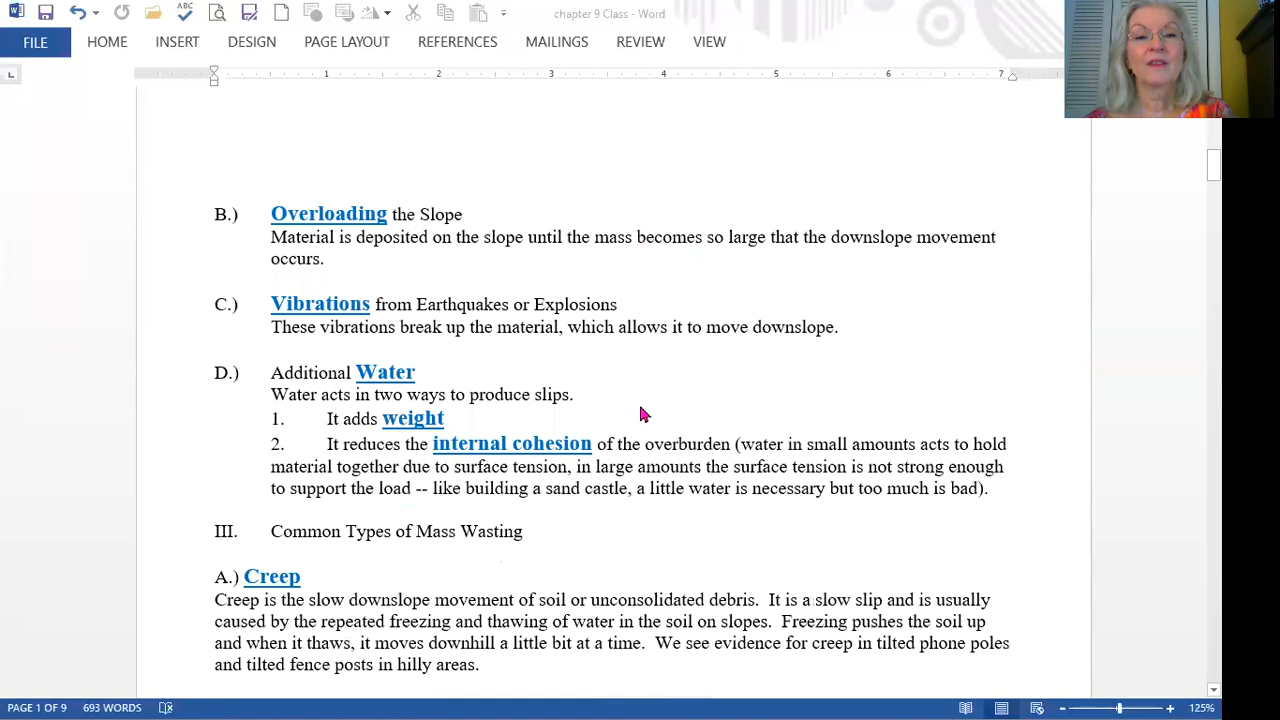 chapter 9 Class - Word
FILE HOME INSERT DESIGN PAGE LAYOUT REFERENCES MAILINGS REVIEW VIEW
1 2 3 4 5 6 7
B.) Overloading the Slope
Material is deposited on the slope until the mass becomes so large that the downslope movement
occurs.
C.) Vibrations from Earthquakes or Explosions
These vibrations break up the material, which allows it to move downslope.
D.) Additional Water
Water acts in two ways to produce slips.
1. It adds weight
2. It reduces the internal cohesion of the overburden (water in small amounts acts to hold
material together due to surface tension, in large amounts the surface tension is not strong enough
to support the load -- like building a sand castle, a little water is necessary but too much is bad).
III. Common Types of Mass Wasting
A.) Creep
Creep is the slow downslope movement of soil or unconsolidated debris. It is a slow slip and is usually
caused by the repeated freezing and thawing of water in the soil on slopes. Freezing pushes the soil up
and when it thaws, it moves downhill a little bit at a time. We see evidence for creep in tilted phone poles
and tilted fence posts in hilly areas.
PAGE 1 OF 9 693 WORDS 125%